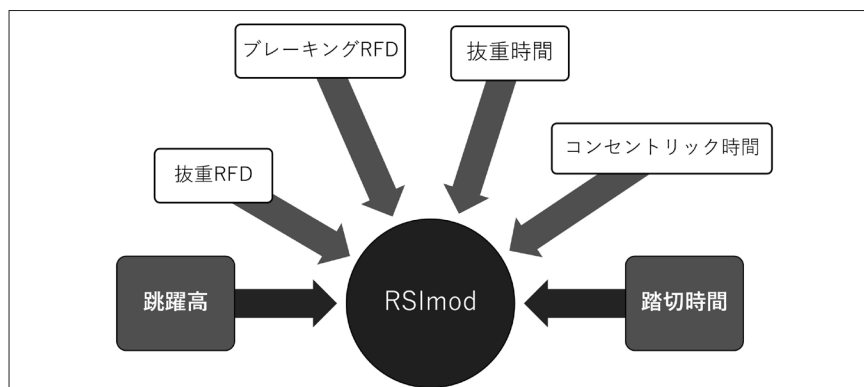 ブレーキングRFD
抜重時間
コンセントリック時間
抜重RFD
跳躍高
RSImod
踏切時間